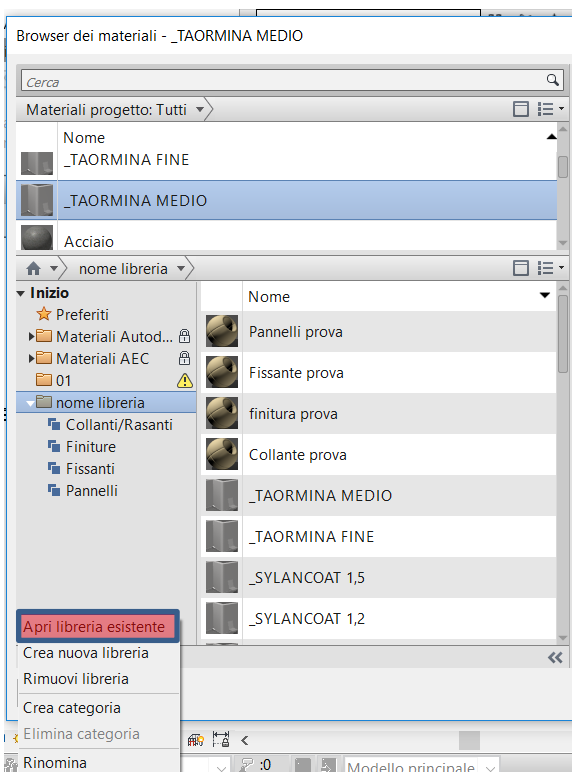 Browser dei materiali - _TAORMINA MEDIO
Cerca
Materiali progetto: Tutti
Nome
_TAORMINA FINE
_TAORMINA MEDIO
Acciaio
nome libreria
Inizio
Preferiti
Materiali Autod...
Materiali AEC
01
nome libreria
Collanti/Rasanti
Finiture
Fissanti
Pannelli
Nome
Pannelli prova
Fissante prova
finitura prova
Collante prova
_TAORMINA MEDIO
_TAORMINA FINE
_SYLANCOAT 1,5
_SYLANCOAT 1,2
Apri libreria esistente
Crea nuova libreria
Rimuovi libreria
Crea categoria
Elimina categoria
Rinomina
:0
Modello principale